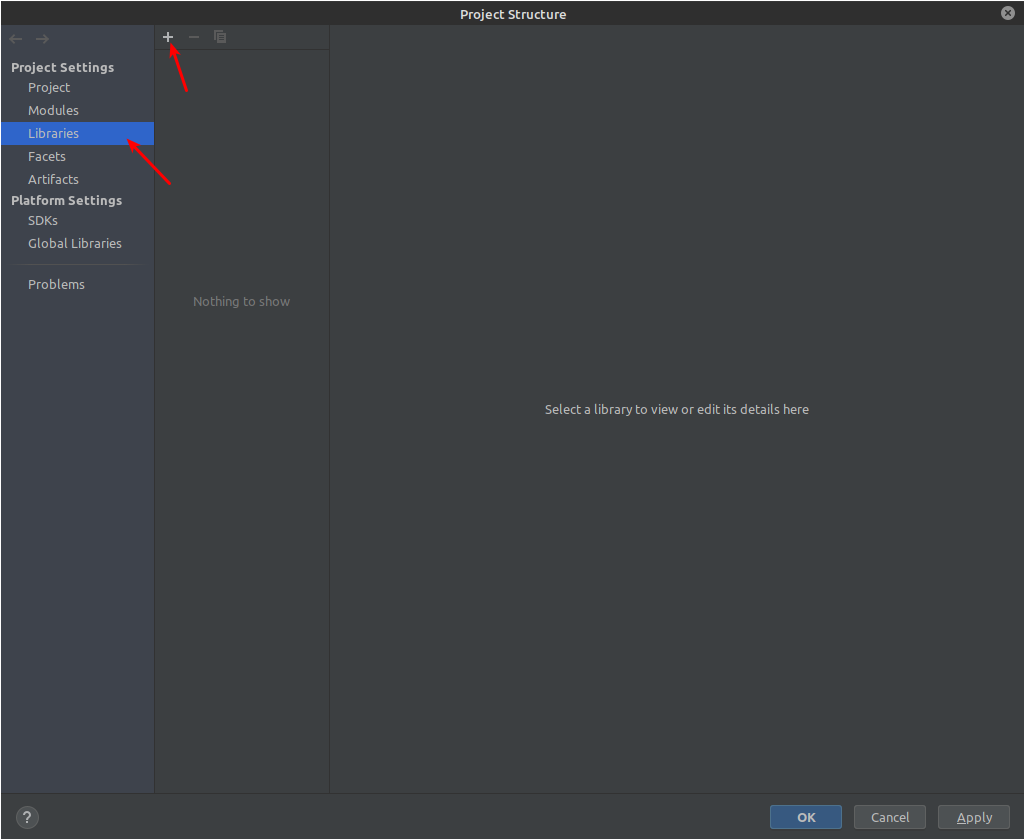 Project Structure
Project Settings
Project
Modules
Libraries
Facets
Artifacts
Platform Settings
SDKs
Global Libraries
Problems
Nothing to show
Select a library to view or edit its details here
?
OK
Cancel
Apply